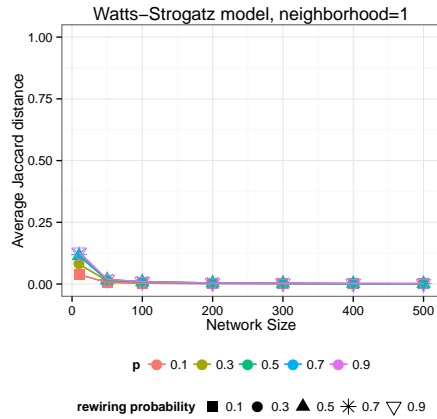 Watts−Strogatz model, neighborhood=1
Average Jaccard distance
1.00
0.75
0.50
0.25
0.00
0 100 200 300 400 500
Network Size
p 0.1 0.3 0.5 0.7 0.9
rewiring probability 0.1 0.3 0.5 0.7 0.9